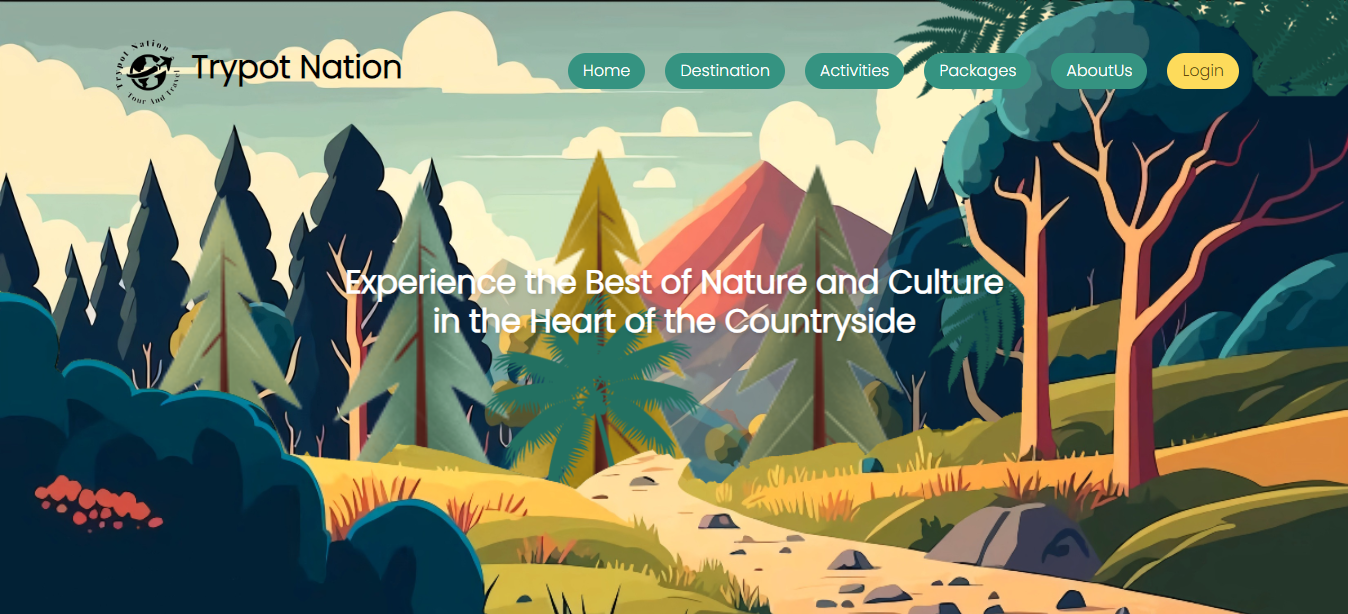 Trypot Nation
Tour And Travel
Trypot Nation
Home
Destination
Activities
Packages
AboutUs
Login
Experience the Best of Nature and Culture
in the Heart of the Countryside